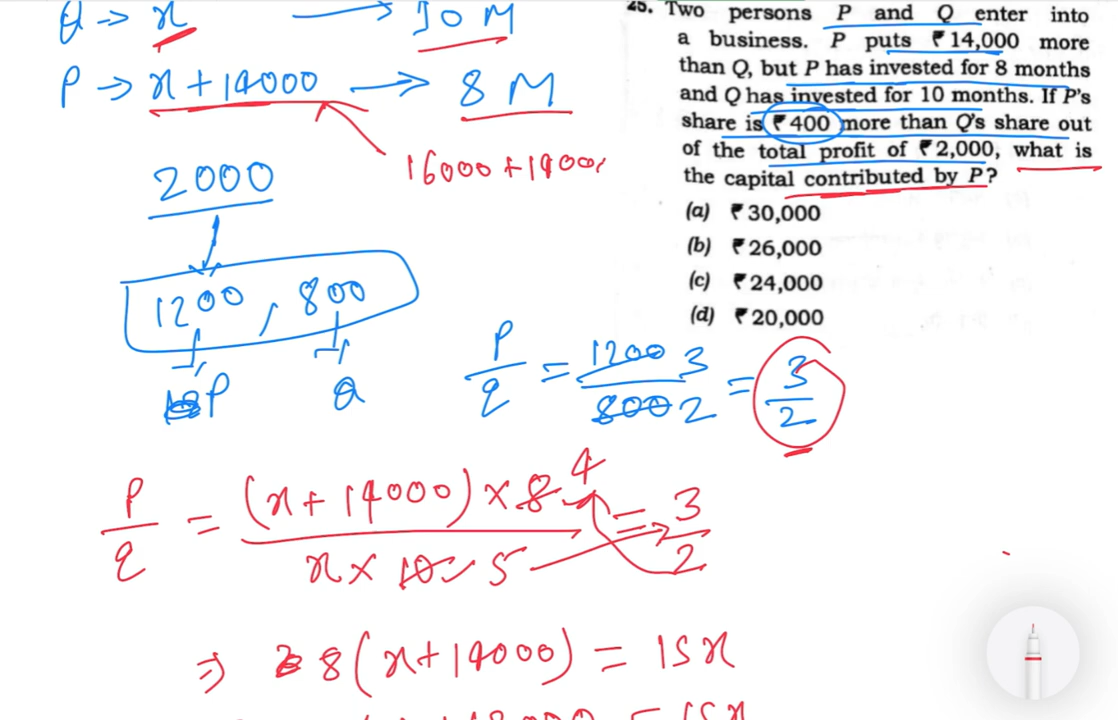 Q → x → 10 M
P → x + 14000 → 8 M
16000 + 1400
2000
1200 , 800
P Q
P/q = 1200 3 / 800 2 = 3/2
P/q = (x + 14000) × 8 4 / x × 10 5 = 3/2
⇒ 8 (x + 14000) = 15x
= 15x
25. Two persons P and Q enter into
a business. P puts ₹ 14,000 more
than Q, but P has invested for 8 months
and Q has invested for 10 months. If P's
share is ₹ 400 more than Q's share out
of the total profit of ₹ 2,000, what is
the capital contributed by P?
(a) ₹ 30,000
(b) ₹ 26,000
(c) ₹ 24,000
(d) ₹ 20,000